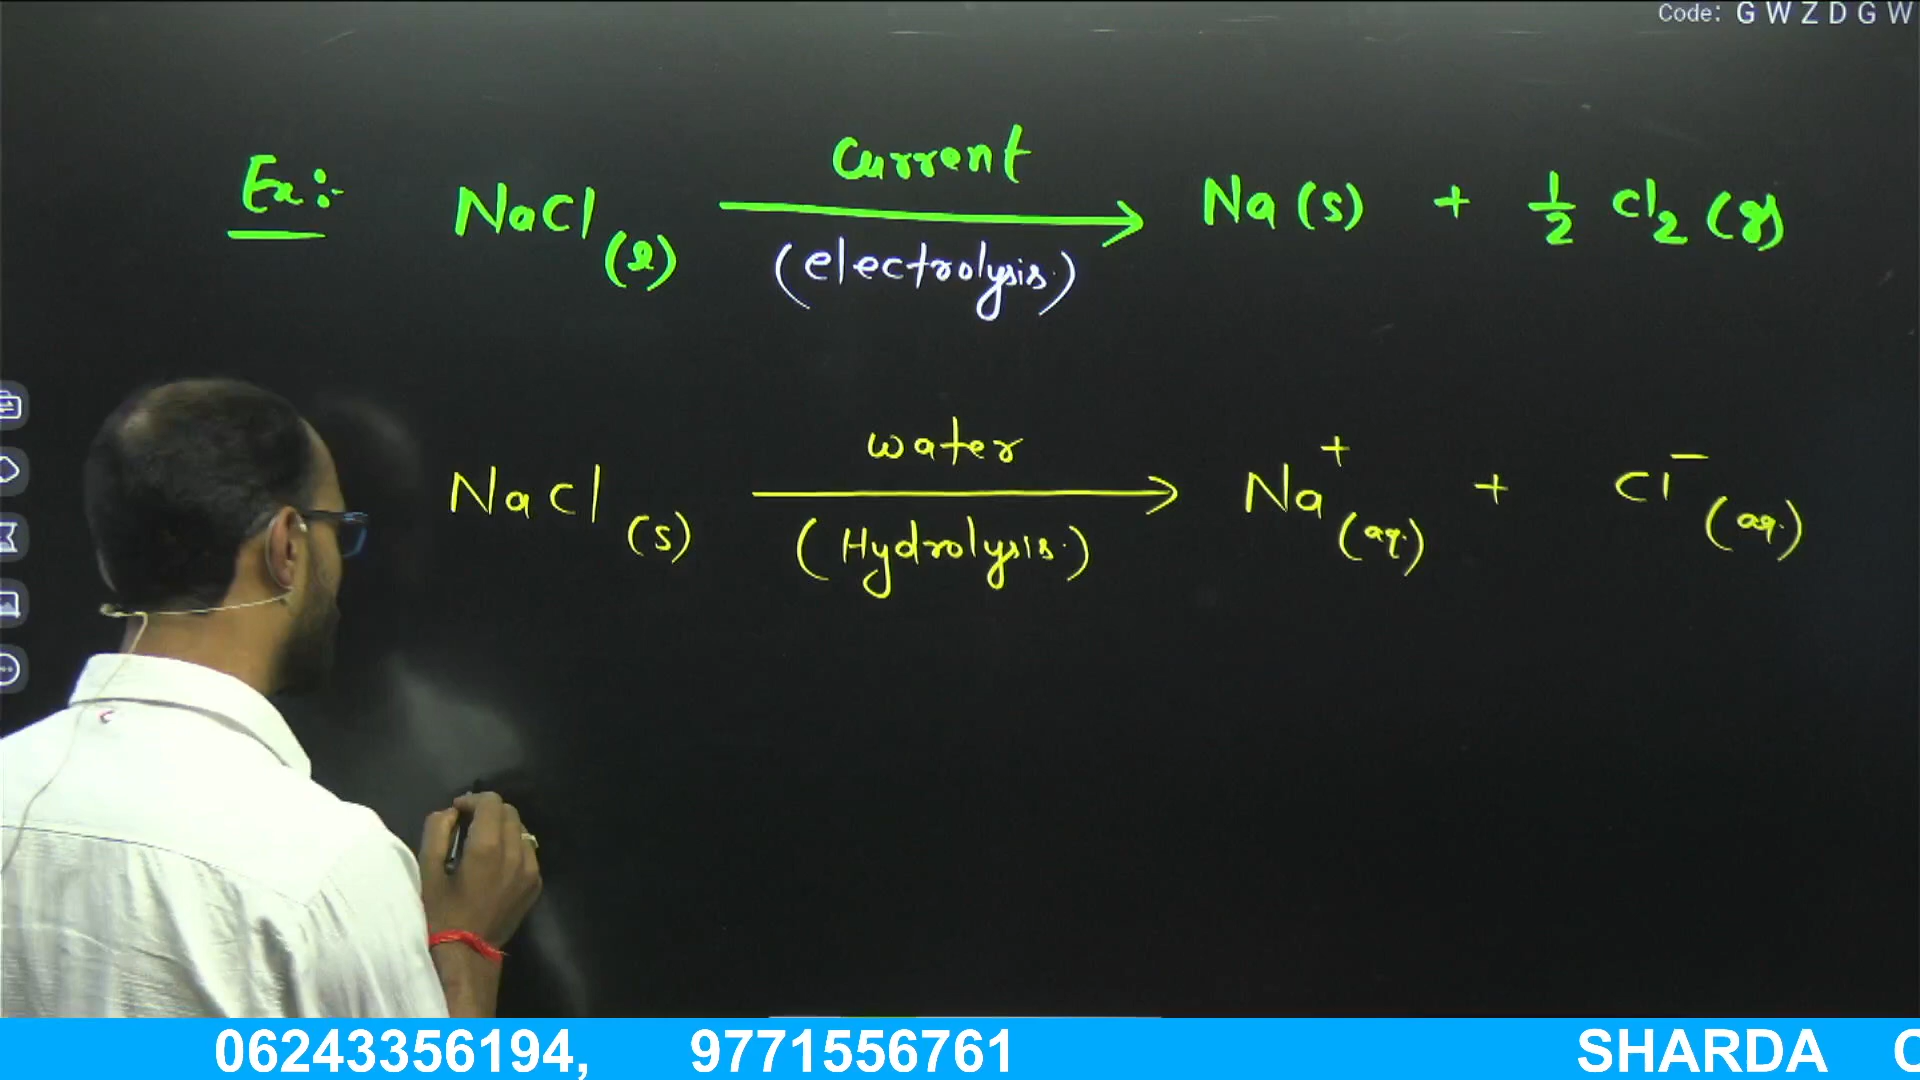 Code: G W Z D G W
Ex:- NaCl (l) Current (electrolysis) → Na (s) + 1/2 Cl2 (g)
NaCl (s) water (Hydrolysis) → Na+ (aq.) + Cl- (aq.)
06243356194, 9771556761 SHARDA C